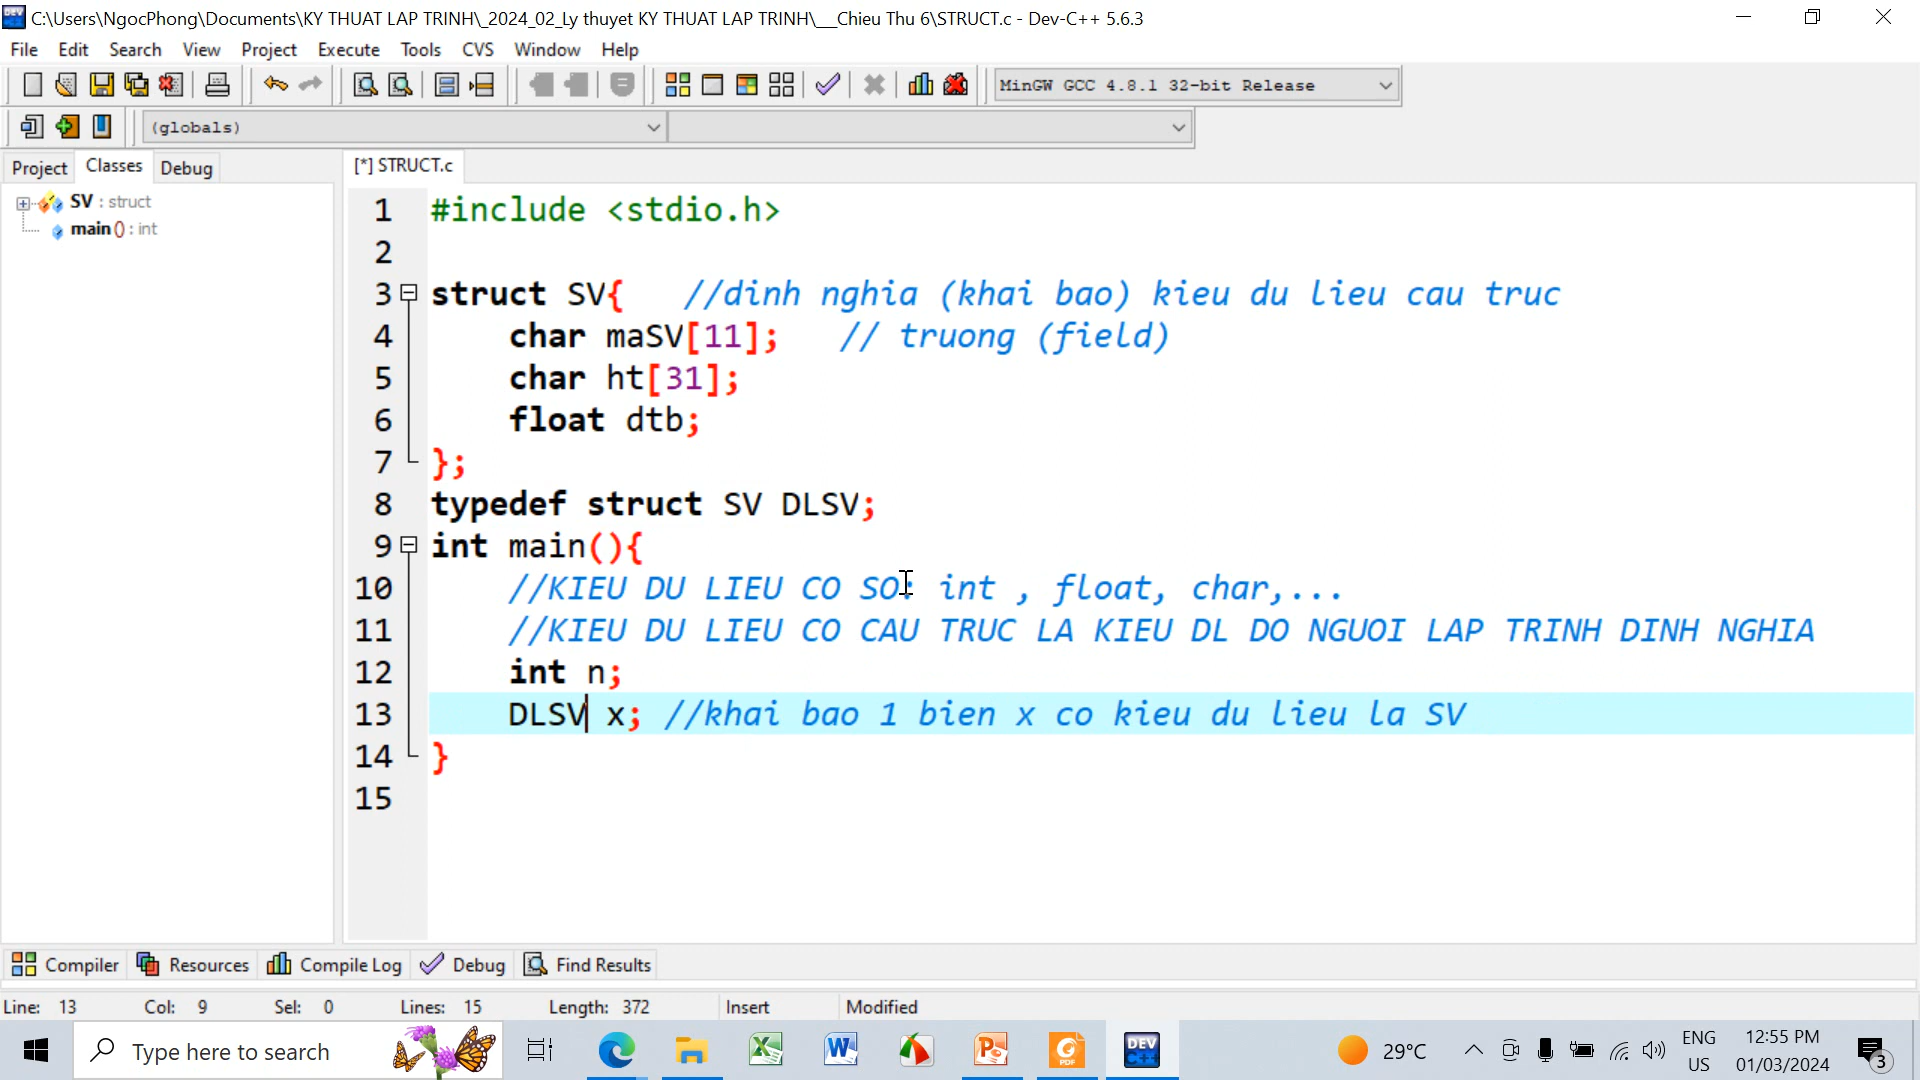 C:\Users\NgocPhong\Documents\KY THUAT LAP TRINH\_2024_02_Ly thuyet KY THUAT LAP TRINH\__Chieu Thu 6\STRUCT.c - Dev-C++ 5.6.3
File Edit Search View Project Execute Tools CVS Window Help
MinGW GCC 4.8.1 32-bit Release
(globals)
Project Classes Debug
[*] STRUCT.c
SV : struct
main () : int
1 #include <stdio.h>
2
3 struct SV{ //dinh nghia (khai bao) kieu du lieu cau truc
4 char maSV[11]; // truong (field)
5 char ht[31];
6 float dtb;
7 };
8 typedef struct SV DLSV;
9 int main(){
10 //KIEU DU LIEU CO SO: int , float, char,...
11 //KIEU DU LIEU CO CAU TRUC LA KIEU DL DO NGUOI LAP TRINH DINH NGHIA
12 int n;
13 DLSV x; //khai bao 1 bien x co kieu du lieu la SV
14 }
15
Compiler Resources Compile Log Debug Find Results
Line: 13 Col: 9 Sel: 0 Lines: 15 Length: 372 Insert Modified
Type here to search
DEV
29°C
ENG
US
12:55 PM
01/03/2024
3